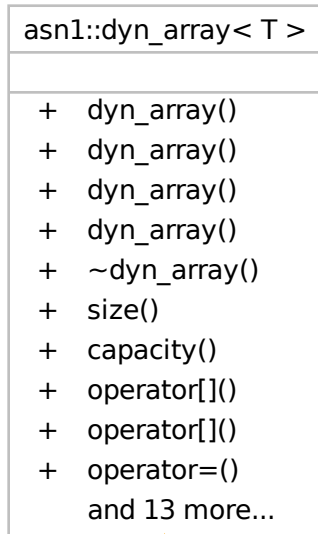 asn1::dyn_array< T >
+ dyn_array()
+ dyn_array()
+ dyn_array()
+ dyn_array()
+ ~dyn_array()
+ size()
+ capacity()
+ operator[]()
+ operator[]()
+ operator=()
and 13 more...